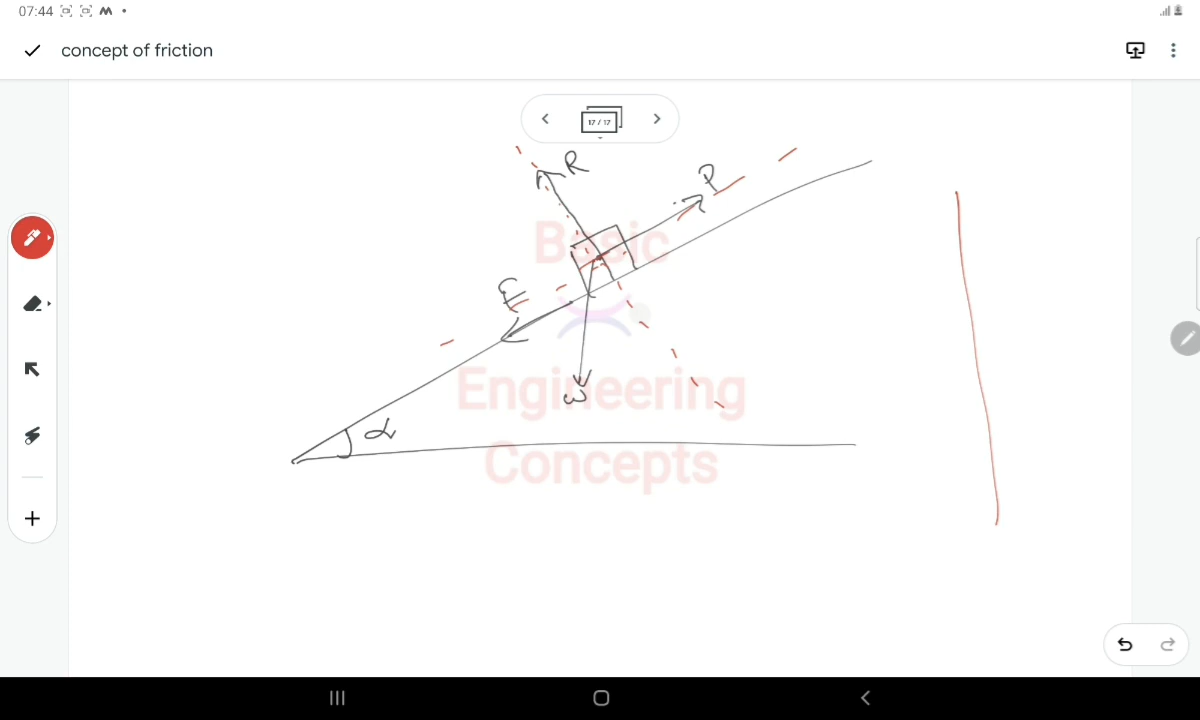 07:44
concept of friction
17 / 17
R
P
F
W
α
Basic
Engineering
Concepts